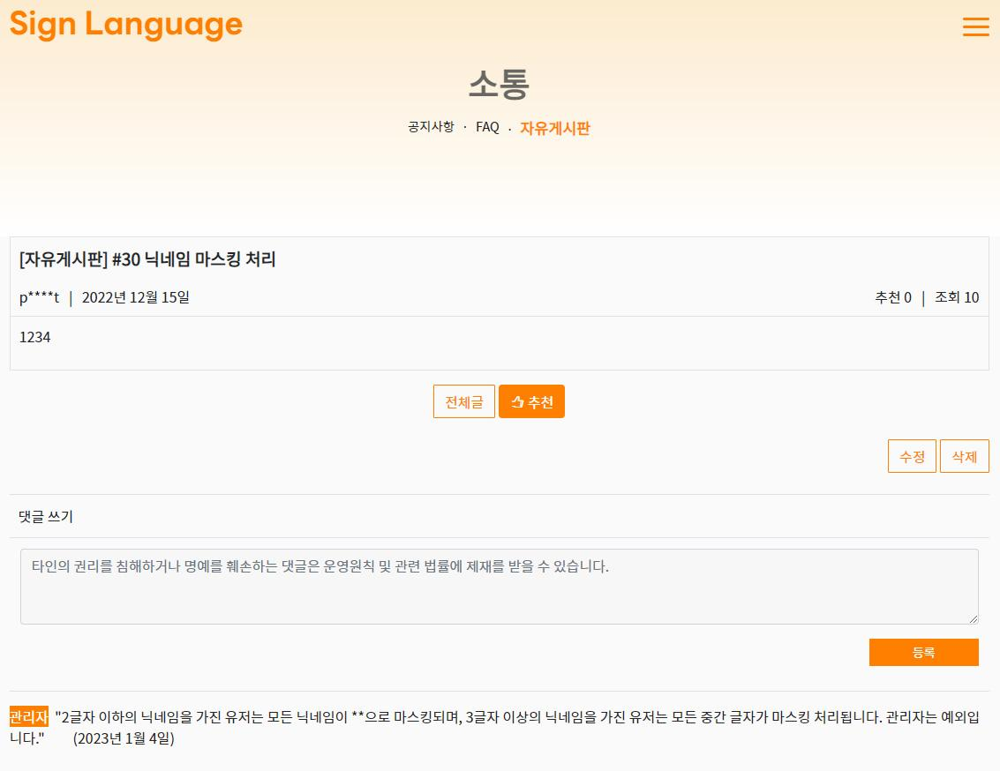 Sign Language
소통
공지사항 · FAQ · 자유게시판
[자유게시판] #30 닉네임 마스킹 처리
p****t | 2022년 12월 15일 추천 0 | 조회 10
1234
전체글 추천
수정 삭제
댓글 쓰기
타인의 권리를 침해하거나 명예를 훼손하는 댓글은 운영원칙 및 관련 법률에 제재를 받을 수 있습니다.
등록
관리자 "2글자 이하의 닉네임을 가진 유저는 모든 닉네임이 **으로 마스킹되며, 3글자 이상의 닉네임을 가진 유저는 모든 중간 글자가 마스킹 처리됩니다. 관리자는 예외입
니다." (2023년 1월 4일)